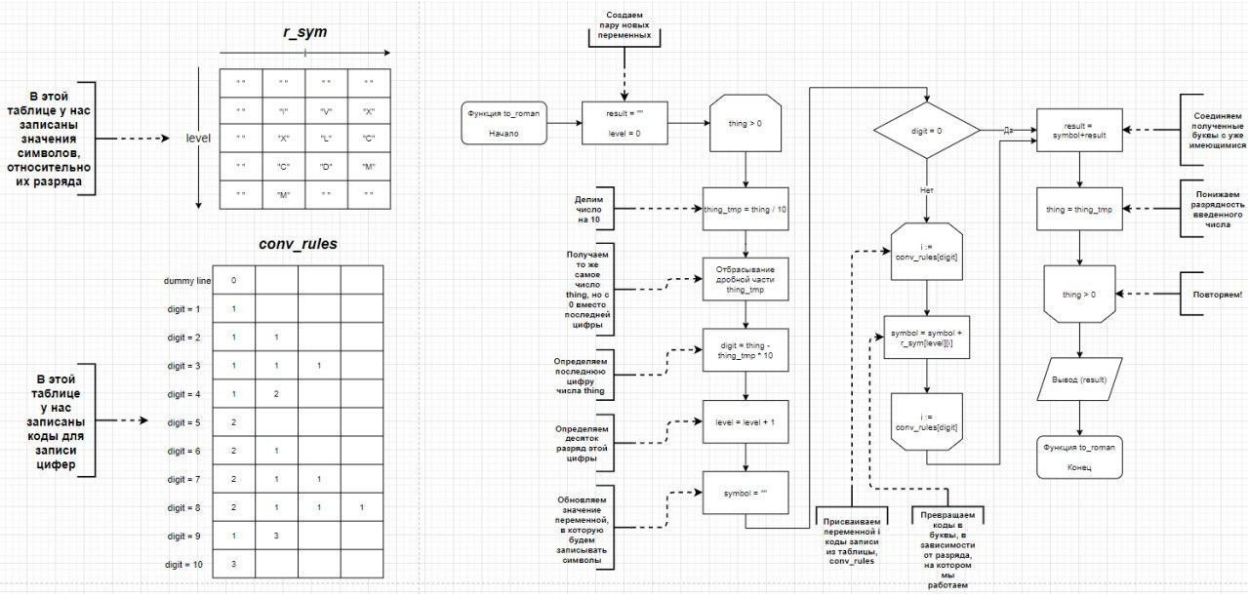 r_sym
В этой
таблице у нас
записаны
значения
символов,
относительно
их разряда
level
" " " " " " " "
" " "I" "V" "X"
" " "X" "L" "C"
" " "C" "D" "M"
" " "M" " " " "
conv_rules
В этой
таблице
у нас
записаны
коды для
записи
цифер
dummy line 0
digit = 1 1
digit = 2 1 1
digit = 3 1 1 1
digit = 4 1 2
digit = 5 2
digit = 6 2 1
digit = 7 2 1 1
digit = 8 2 1 1 1
digit = 9 1 3
digit = 10 3
Создаем
пару новых
переменных
Функция to_roman
Начало
result = ""
level = 0
thing > 0
Делим
число
на 10
thing_tmp = thing / 10
Получаем
то же
самое
число
thing, но с
0 вместо
последней
цифры
Отбрасывание
дробной части
thing_tmp
Определяем
последнюю
цифру
числа thing
digit = thing -
thing_tmp * 10
Определяем
десяток
разряд этой
цифры
level = level + 1
Обновляем
значение
переменной,
в которую
будем
записывать
символы
symbol = ""
digit = 0
Да
Нет
i :=
conv_rules[digit]
symbol = symbol +
r_sym[level][i]
i :=
conv_rules[digit]
Присваиваем
переменной i
коды записи
из таблицы,
conv_rules
Превращаем
коды в
буквы, в
зависимости
от разряда,
на котором
мы
работаем
result =
symbol+result
Соединяем
полученные
буквы с уже
имеющимися
thing = thing_tmp
Понижаем
разрядность
введенного
числа
thing > 0
Повторяем!
Вывод (result)
Функция to_roman
Конец